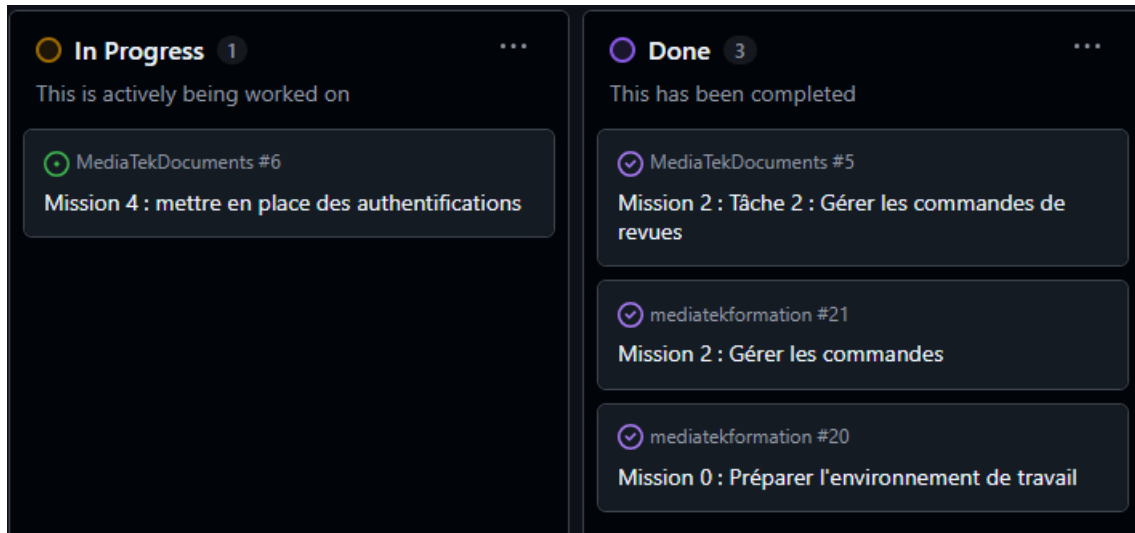 In Progress 1
This is actively being worked on
MediaTekDocuments #6
Mission 4 : mettre en place des authentifications
Done 3
This has been completed
MediaTekDocuments #5
Mission 2 : Tâche 2 : Gérer les commandes de
revues
mediatekformation #21
Mission 2 : Gérer les commandes
mediatekformation #20
Mission 0 : Préparer l'environnement de travail